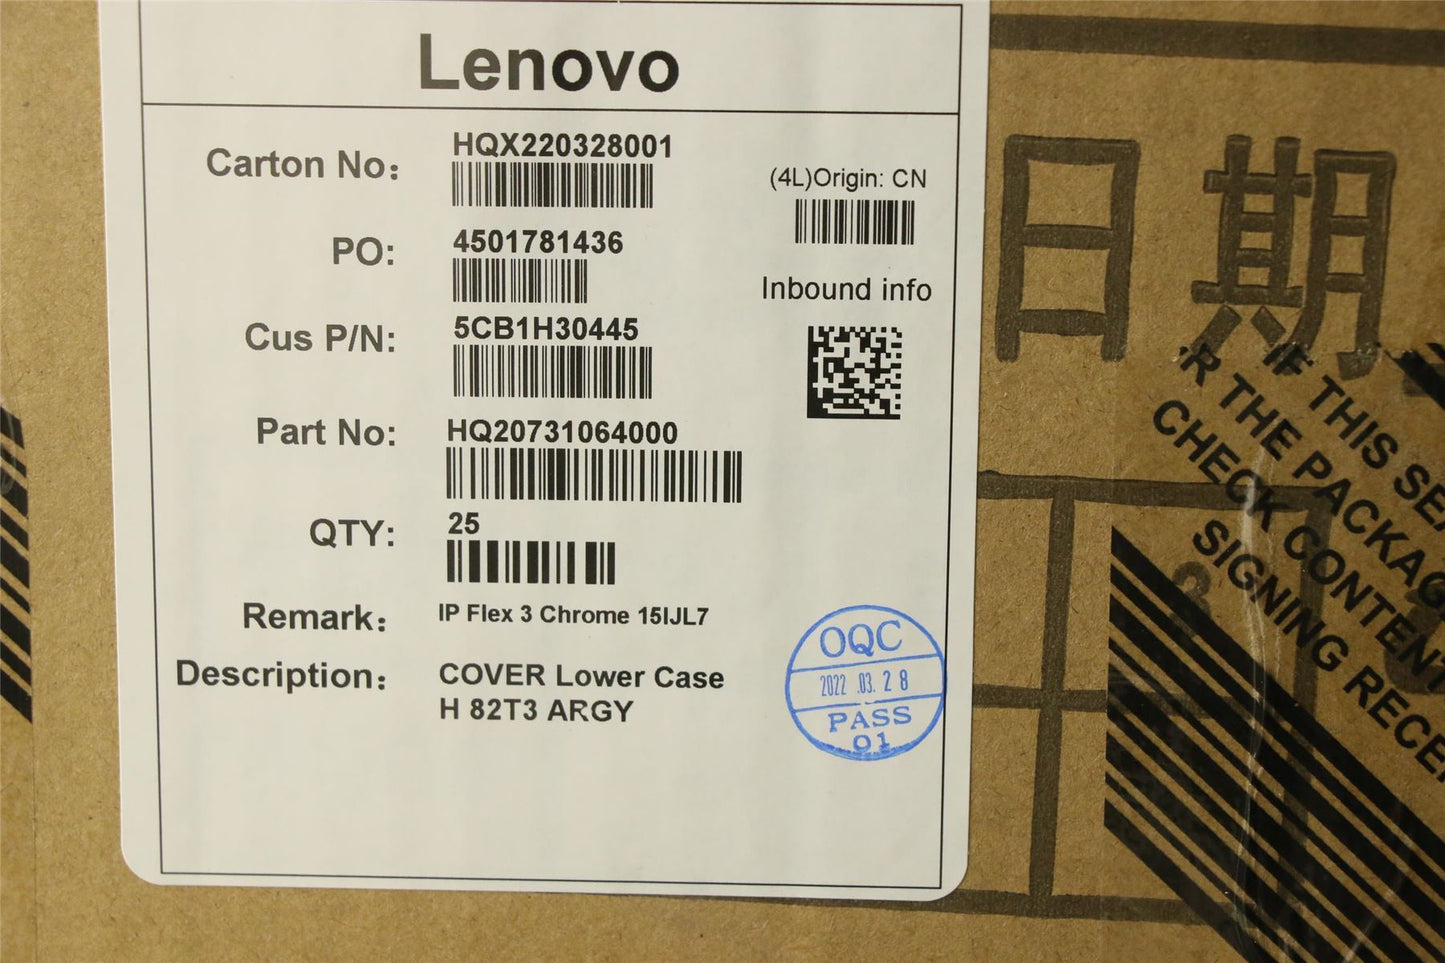 Lenovo
Carton No: HQX220328001
(4L)Origin: CN
PO: 4501781436
Inbound info
Cus P/N: 5CB1H30445
Part No: HQ20731064000
QTY: 25
Remark: IP Flex 3 Chrome 15IJL7
Description: COVER Lower Case
H 82T3 ARGY
OQC
2022 .03. 28
PASS
01
日期
IF THIS
THE PACKAG
CHECK CONTENT
SIGNING